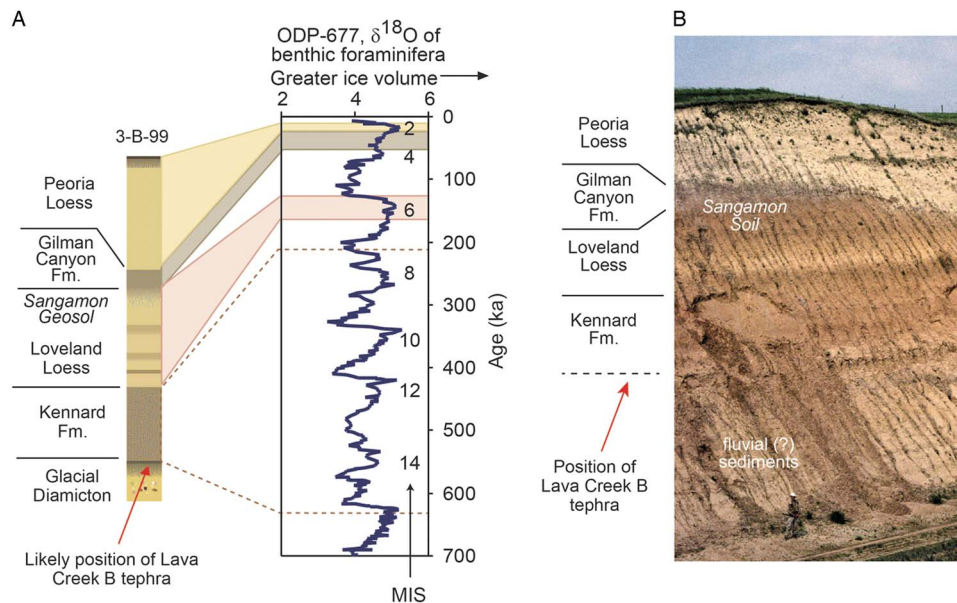 A
ODP-677, δ18O of
benthic foraminifera
Greater ice volume
2 4 6
3-B-99
Peoria
Loess
Gilman
Canyon
Fm.
Sangamon
Geosol
Loveland
Loess
Kennard
Fm.
Glacial
Diamicton
Likely position of Lava
Creek B tephra
2
4
6
8
10
12
14
MIS
0
100
200
300
400
500
600
700
Age (ka)
B
Peoria
Loess
Gilman
Canyon
Fm.
Sangamon
Soil
Loveland
Loess
Kennard
Fm.
Position of
Lava Creek B
tephra
fluvial (?)
sediments